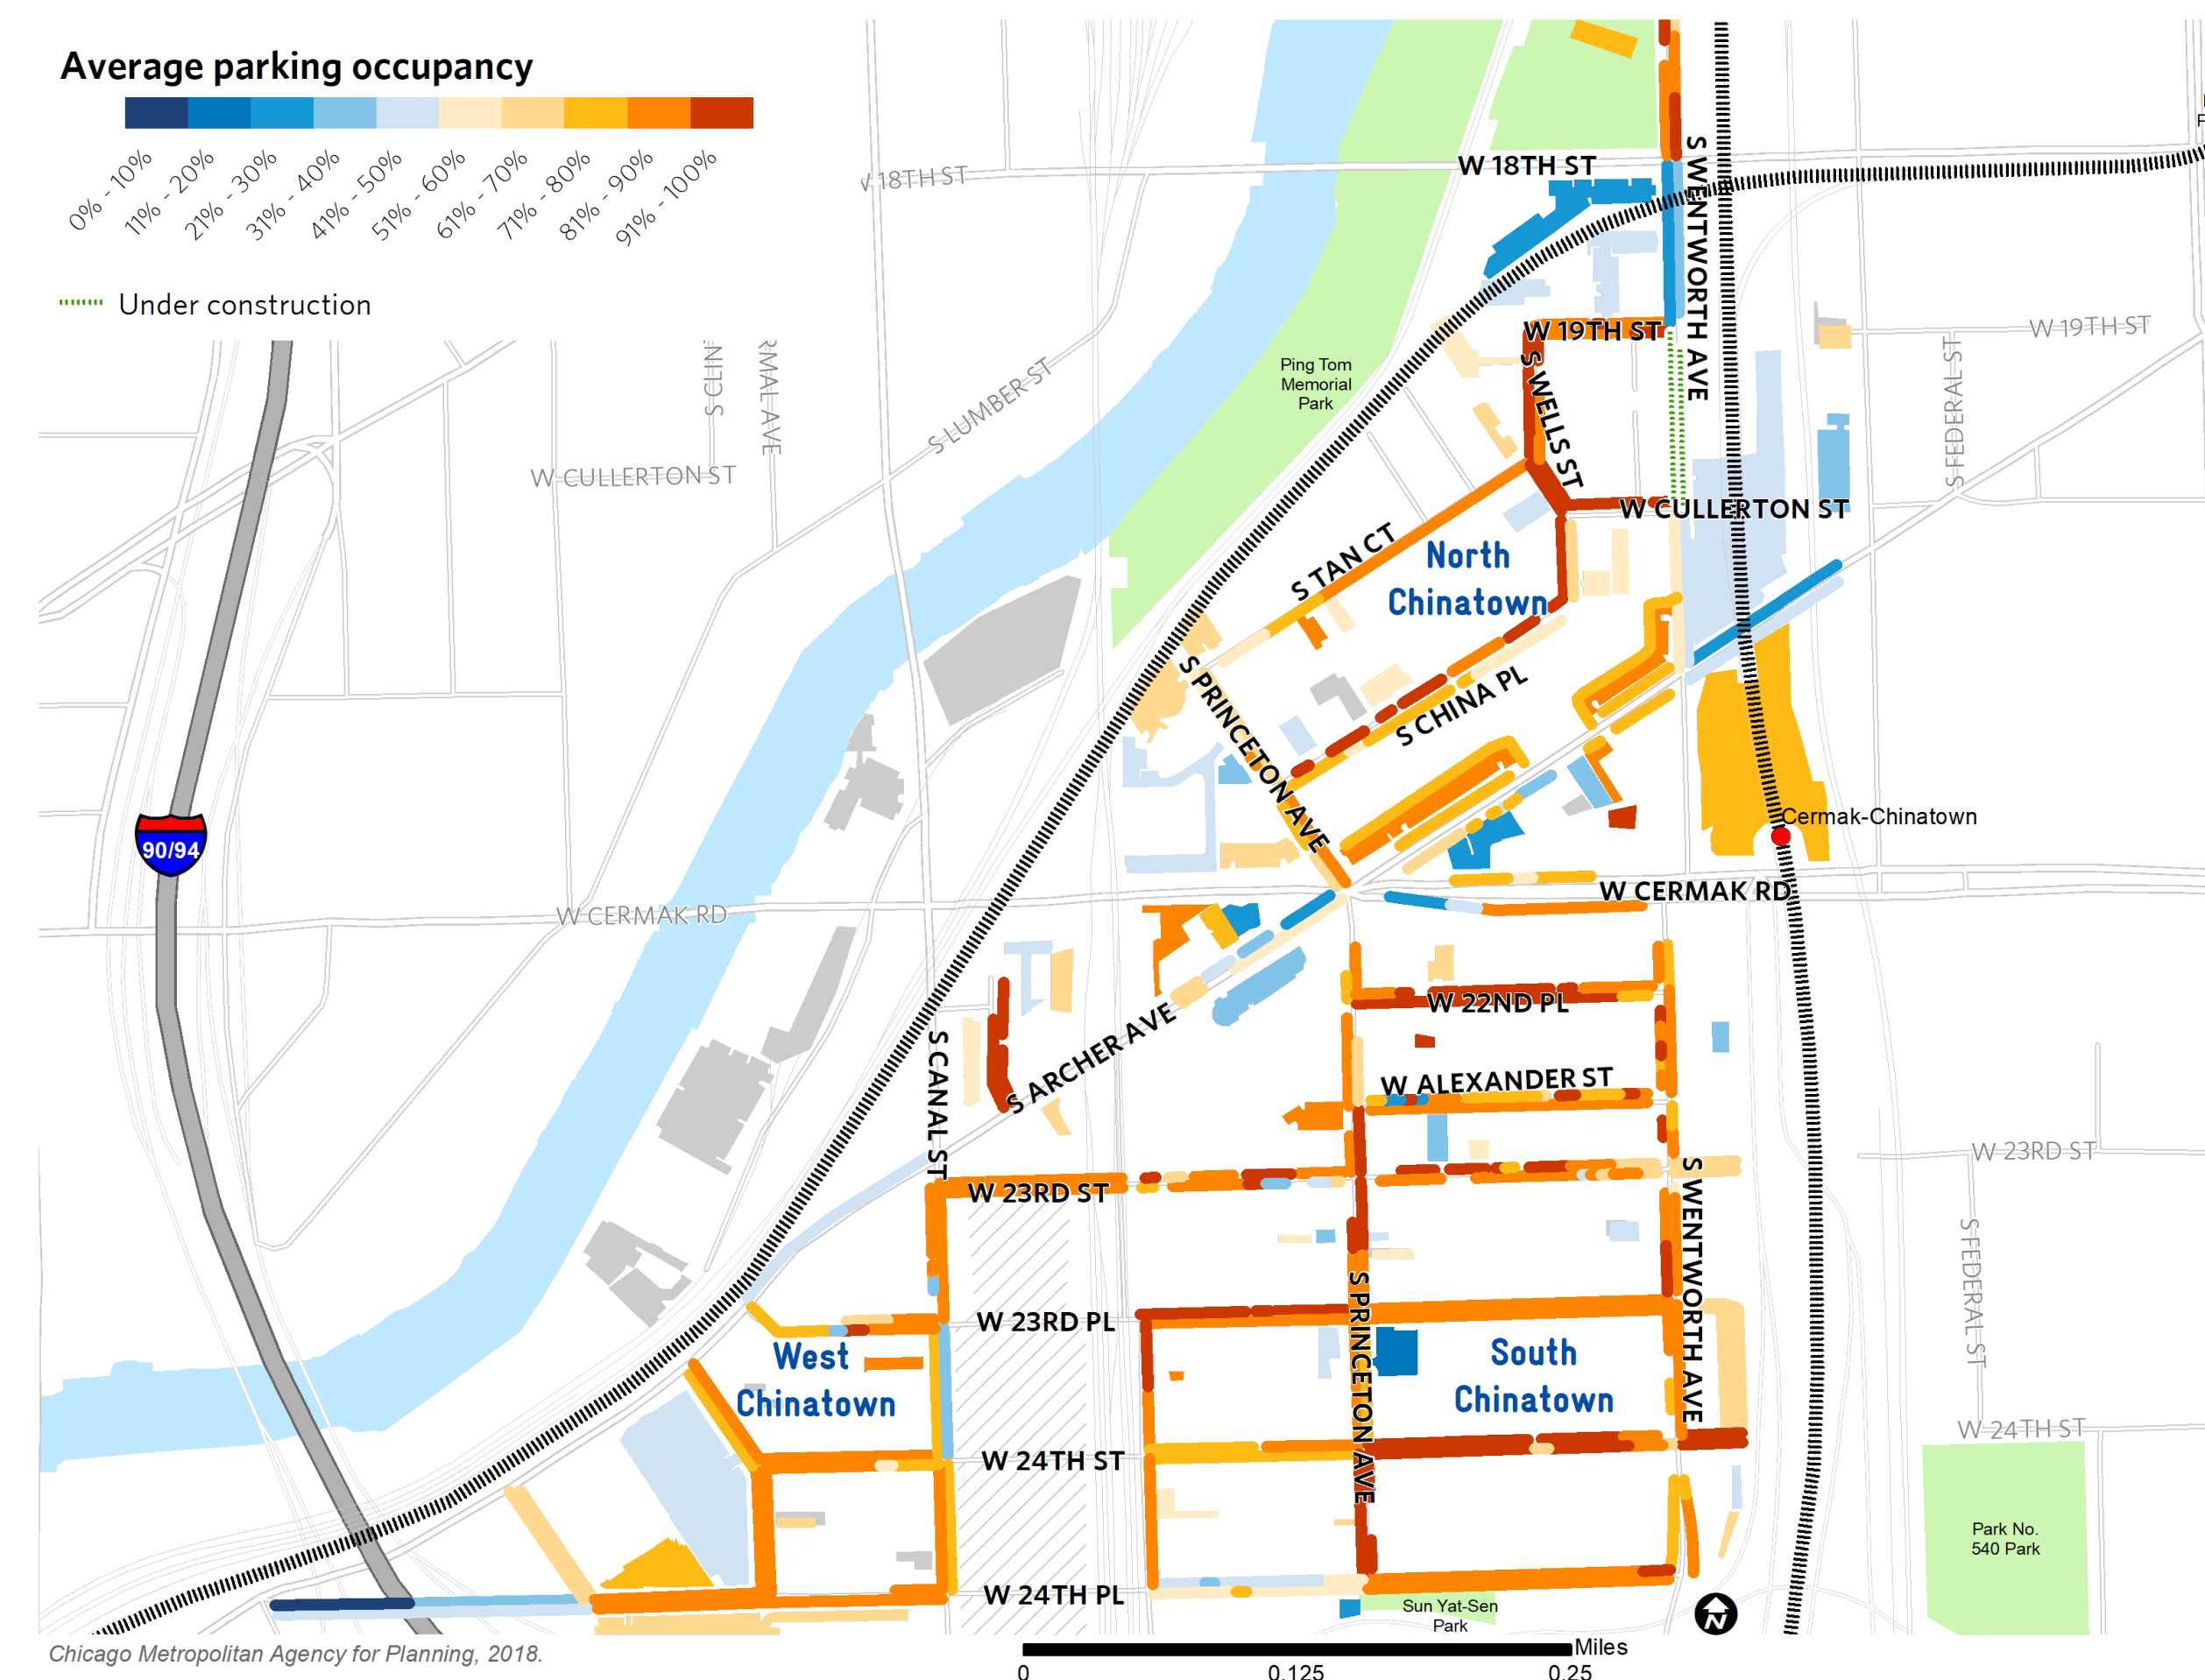 Average parking occupancy
0% - 10%
11% - 20%
21% - 30%
31% - 40%
41% - 50%
51% - 60%
61% - 70%
71% - 80%
81% - 90%
91% - 100%
Under construction
W 18TH ST
W 18TH ST
S WENTWORTH AVE
W 19TH ST
W 19TH ST
S FEDERAL ST
S CLIN
RMAL AVE
S LUMBER ST
W CULLERTON ST
Ping Tom
Memorial
Park
S WELLS ST
W CULLERTON ST
S TAN CT
North
Chinatown
S PRINCETON AVE
S CHINA PL
90/94
Cermak-Chinatown
W CERMAK RD
W CERMAK RD
W 22ND PL
S CANAL ST
S ARCHER AVE
W ALEXANDER ST
W 23RD ST
W 23RD ST
S WENTWORTH AVE
S FEDERAL ST
W 23RD PL
S PRINCETON AVE
West
Chinatown
South
Chinatown
W 24TH ST
W 24TH ST
Park No.
540 Park
W 24TH PL
Sun Yat-Sen
Park
N
Chicago Metropolitan Agency for Planning, 2018.
Miles
0 0.125 0.25